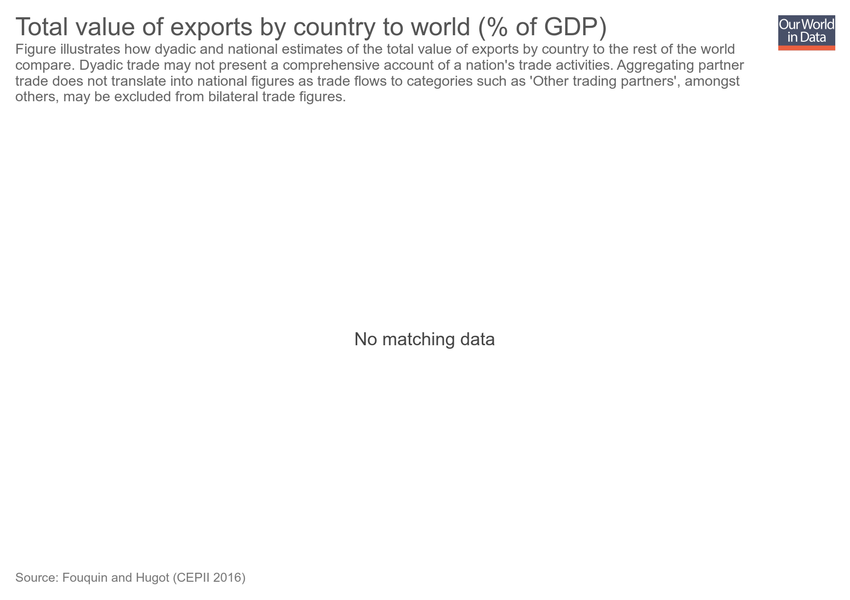 Total value of exports by country to world (% of GDP)
Our World
in Data
Figure illustrates how dyadic and national estimates of the total value of exports by country to the rest of the world
compare. Dyadic trade may not present a comprehensive account of a nation's trade activities. Aggregating partner
trade does not translate into national figures as trade flows to categories such as 'Other trading partners', amongst
others, may be excluded from bilateral trade figures.
No matching data
Source: Fouquin and Hugot (CEPII 2016)